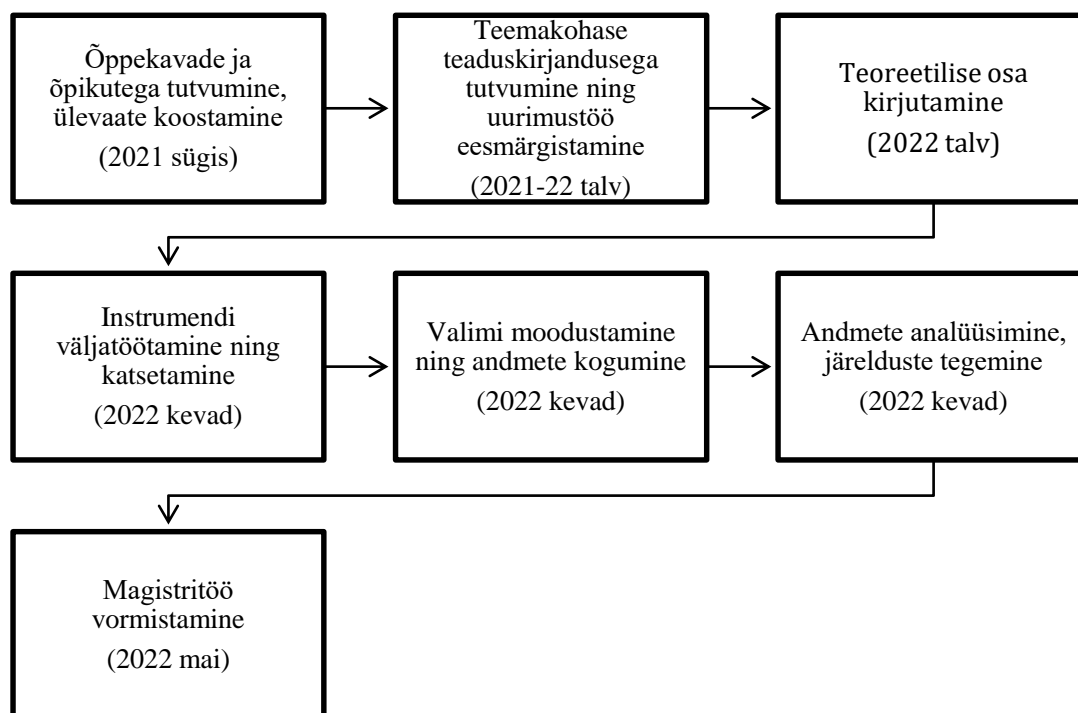 Õppekavade ja
õpikutega tutvumine,
ülevaate koostamine
(2021 sügis)
Teemakohase
teaduskirjandusega
tutvumine ning
uurimustöö
eesmärgistamine
(2021-22 talv)
Teoreetilise osa
kirjutamine
(2022 talv)
Instrumendi
väljatöötamine ning
katsetamine
(2022 kevad)
Valimi moodustamine
ning andmete kogumine
(2022 kevad)
Andmete analüüsimine,
järelduste tegemine
(2022 kevad)
Magistritöö
vormistamine
(2022 mai)